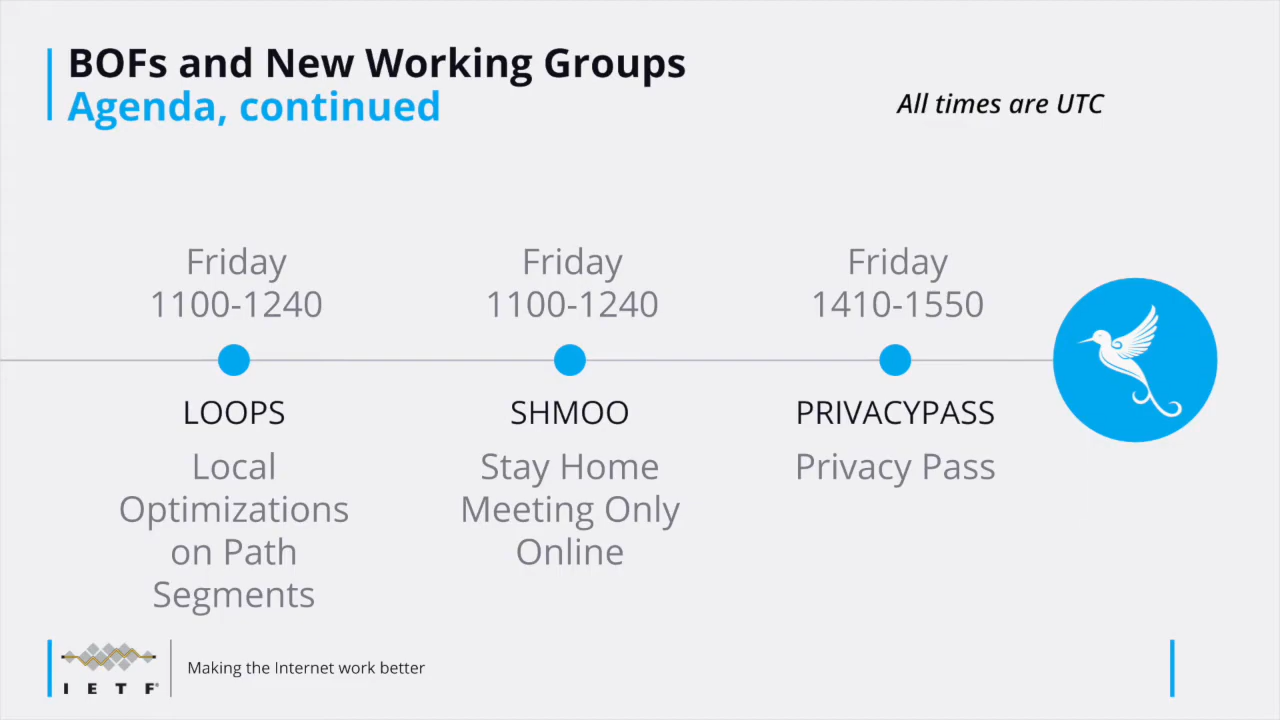 BOFs and New Working Groups
Agenda, continued
All times are UTC
Friday
1100-1240
LOOPS
Local
Optimizations
on Path
Segments
Friday
1100-1240
SHMOO
Stay Home
Meeting Only
Online
Friday
1410-1550
PRIVACYPASS
Privacy Pass
I E T F®
Making the Internet work better